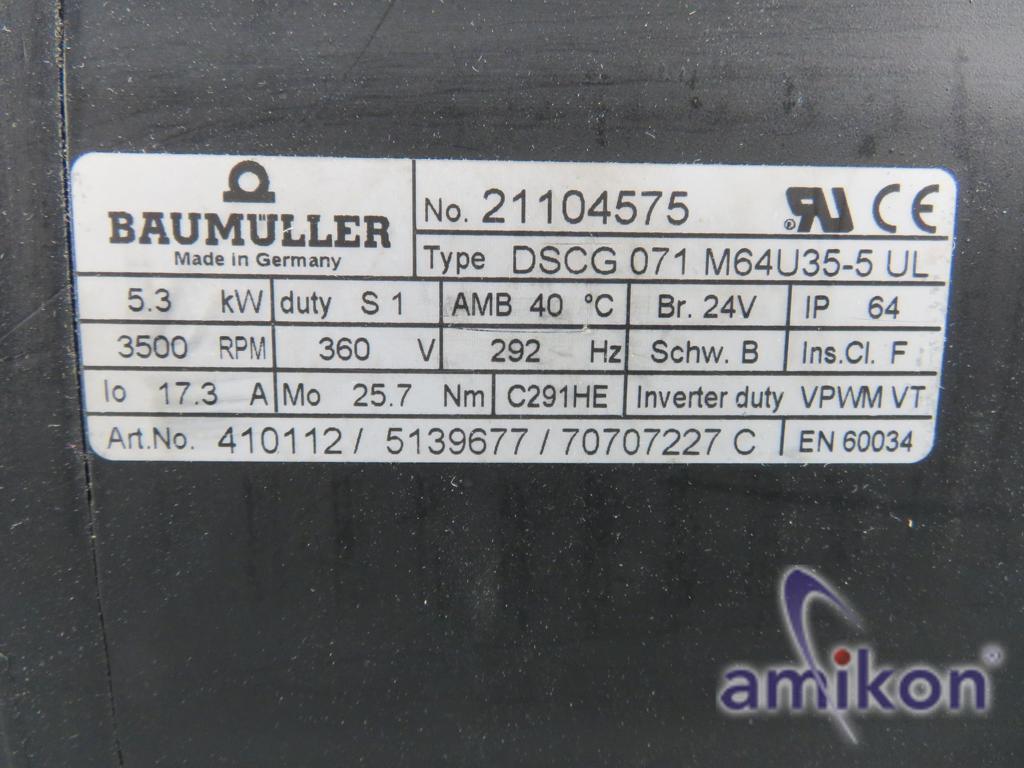 BAUMÜLLER
Made in Germany
No. 21104575
Type DSCG 071 M64U35-5 UL
5.3 kW duty S 1 AMB 40 °C Br. 24V IP 64
3500 RPM 360 V 292 Hz Schw. B Ins.Cl. F
Io 17.3 A Mo 25.7 Nm C291HE Inverter duty VPWM VT
Art.No. 410112 / 5139677 / 70707227 C EN 60034
amikon®